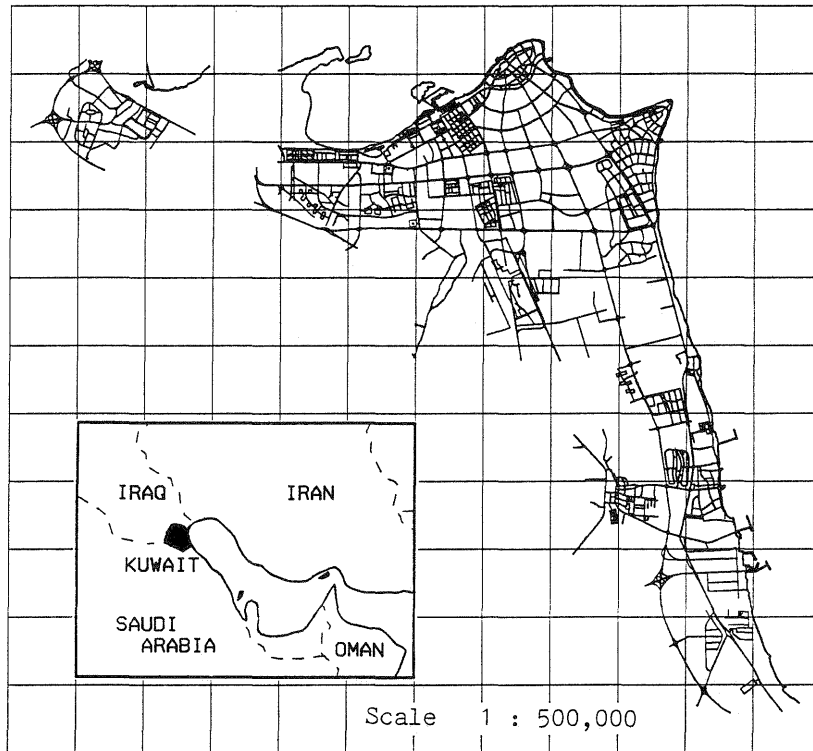 IRAQ
IRAN
KUWAIT
SAUDI
ARABIA
OMAN
Scale 1 : 500,000